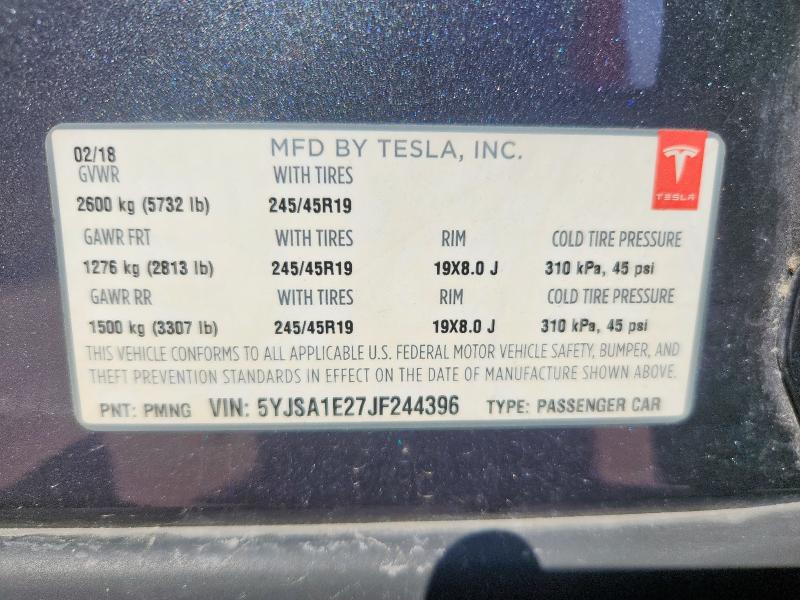 02/18 MFD BY TESLA, INC.
GVWR WITH TIRES
2600 kg (5732 lb) 245/45R19
TESLA
GAWR FRT WITH TIRES RIM COLD TIRE PRESSURE
1276 kg (2813 lb) 245/45R19 19X8.0 J 310 kPa, 45 psi
GAWR RR WITH TIRES RIM COLD TIRE PRESSURE
1500 kg (3307 lb) 245/45R19 19X8.0 J 310 kPa, 45 psi
THIS VEHICLE CONFORMS TO ALL APPLICABLE U.S. FEDERAL MOTOR VEHICLE SAFETY, BUMPER, AND
THEFT PREVENTION STANDARDS IN EFFECT ON THE DATE OF MANUFACTURE SHOWN ABOVE.
PNT: PMNG VIN: 5YJSA1E27JF244396 TYPE: PASSENGER CAR